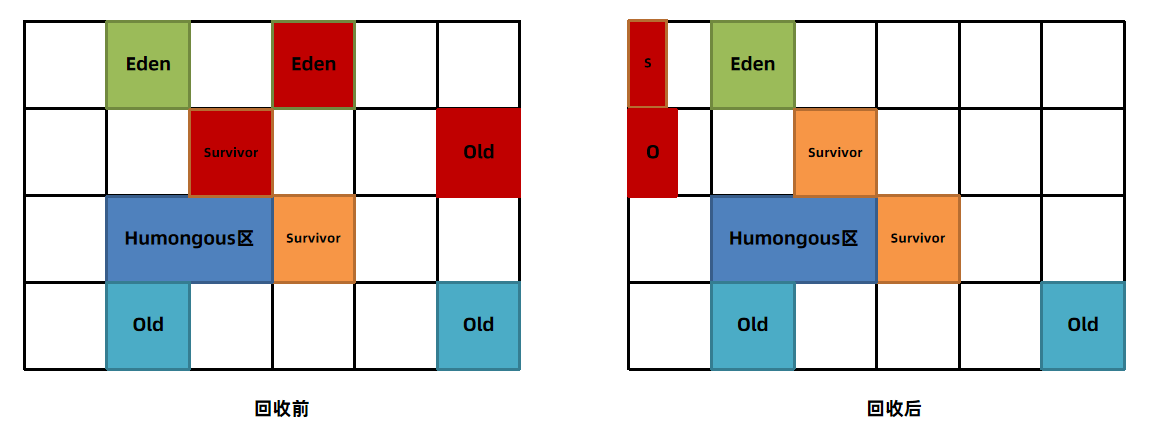 Eden
Eden
Survivor
Old
Humongous区
Survivor
Old
Old
回收前
S
Eden
O
Survivor
Humongous区
Survivor
Old
Old
回收后